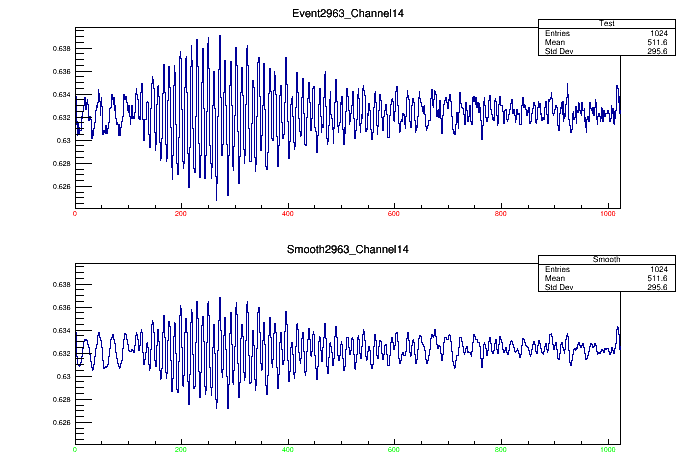 Event2963_Channel14
Test
Entries 1024
Mean 511.6
Std Dev 295.6
0.638
0.636
0.634
0.632
0.63
0.628
0.626
0 200 400 600 800 1000
Smooth2963_Channel14
Smooth
Entries 1024
Mean 511.6
Std Dev 295.6
0.638
0.636
0.634
0.632
0.63
0.628
0.626
0 200 400 600 800 1000